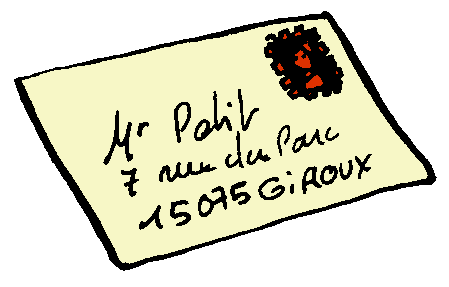 Mr Petit
7 rue du Parc
15075 GiROUX